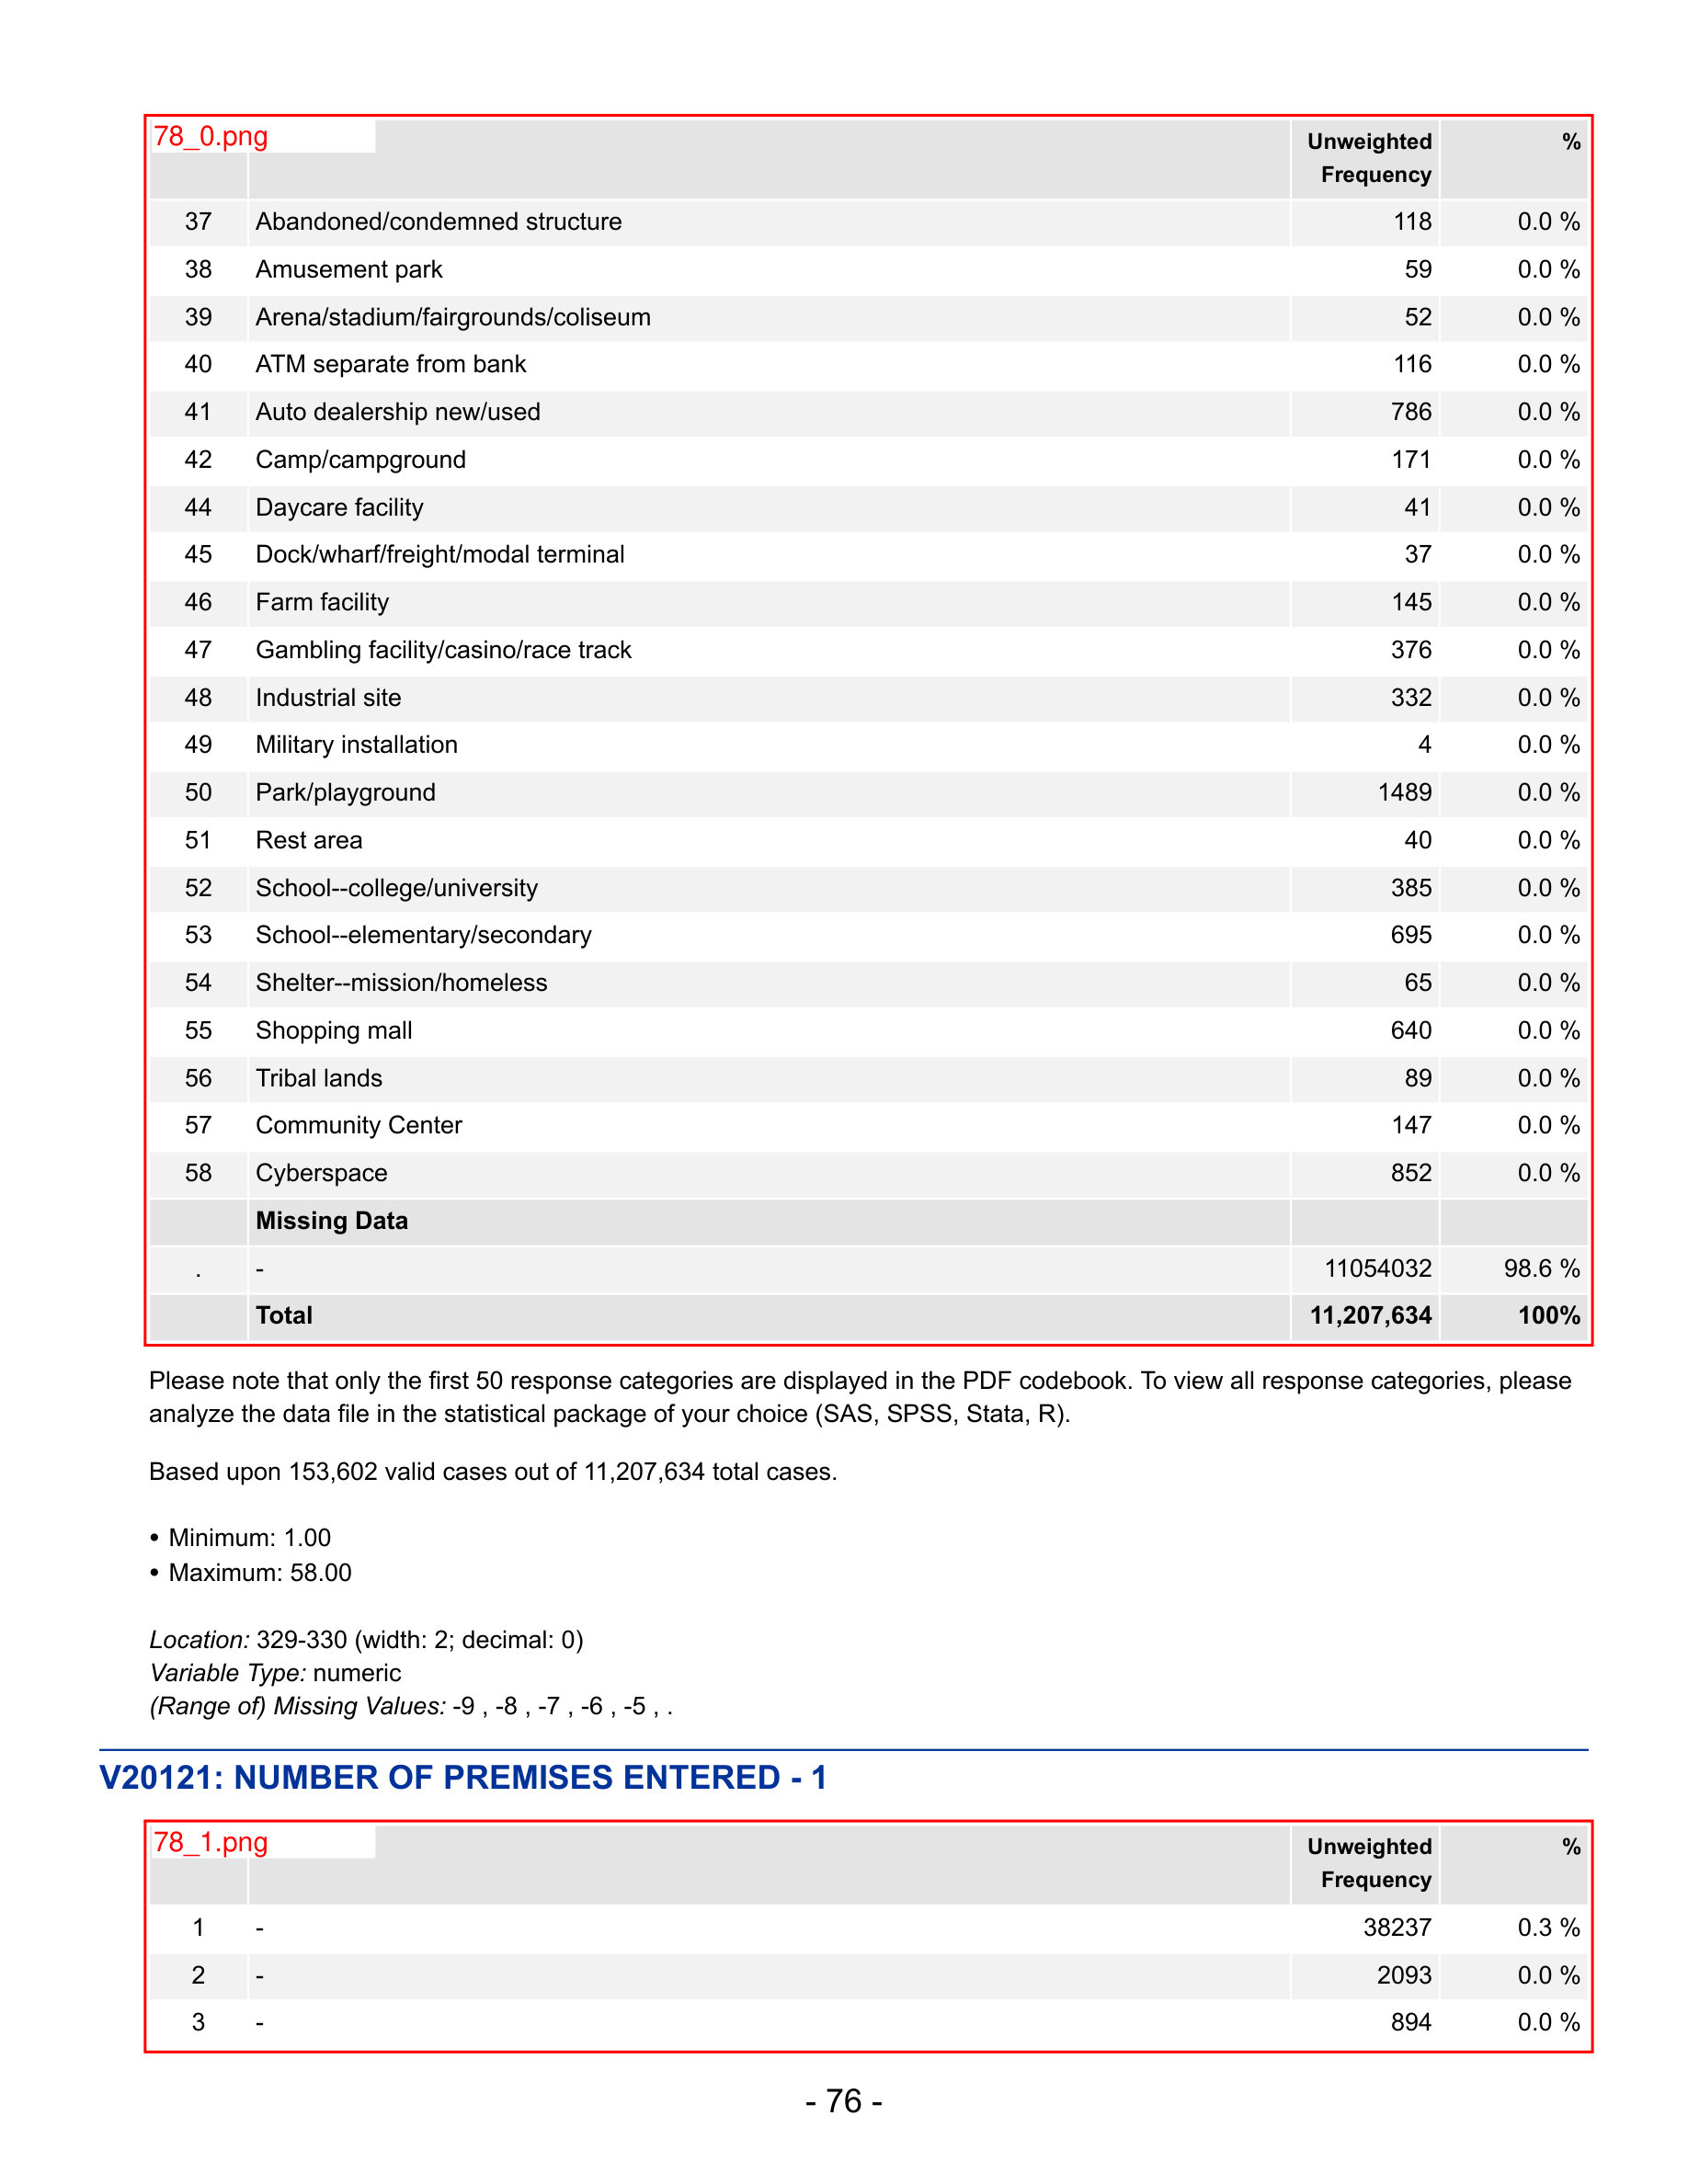 78_0.png
Unweighted Frequency %
37 Abandoned/condemned structure 118 0.0 %
38 Amusement park 59 0.0 %
39 Arena/stadium/fairgrounds/coliseum 52 0.0 %
40 ATM separate from bank 116 0.0 %
41 Auto dealership new/used 786 0.0 %
42 Camp/campground 171 0.0 %
44 Daycare facility 41 0.0 %
45 Dock/wharf/freight/modal terminal 37 0.0 %
46 Farm facility 145 0.0 %
47 Gambling facility/casino/race track 376 0.0 %
48 Industrial site 332 0.0 %
49 Military installation 4 0.0 %
50 Park/playground 1489 0.0 %
51 Rest area 40 0.0 %
52 School--college/university 385 0.0 %
53 School--elementary/secondary 695 0.0 %
54 Shelter--mission/homeless 65 0.0 %
55 Shopping mall 640 0.0 %
56 Tribal lands 89 0.0 %
57 Community Center 147 0.0 %
58 Cyberspace 852 0.0 %
Missing Data
. - 11054032 98.6 %
Total 11,207,634 100%
Please note that only the first 50 response categories are displayed in the PDF codebook. To view all response categories, please
analyze the data file in the statistical package of your choice (SAS, SPSS, Stata, R).
Based upon 153,602 valid cases out of 11,207,634 total cases.
• Minimum: 1.00
• Maximum: 58.00
Location: 329-330 (width: 2; decimal: 0)
Variable Type: numeric
(Range of) Missing Values: -9 , -8 , -7 , -6 , -5 , .
V20121: NUMBER OF PREMISES ENTERED - 1
78_1.png
Unweighted Frequency %
1 - 38237 0.3 %
2 - 2093 0.0 %
3 - 894 0.0 %
- 76 -